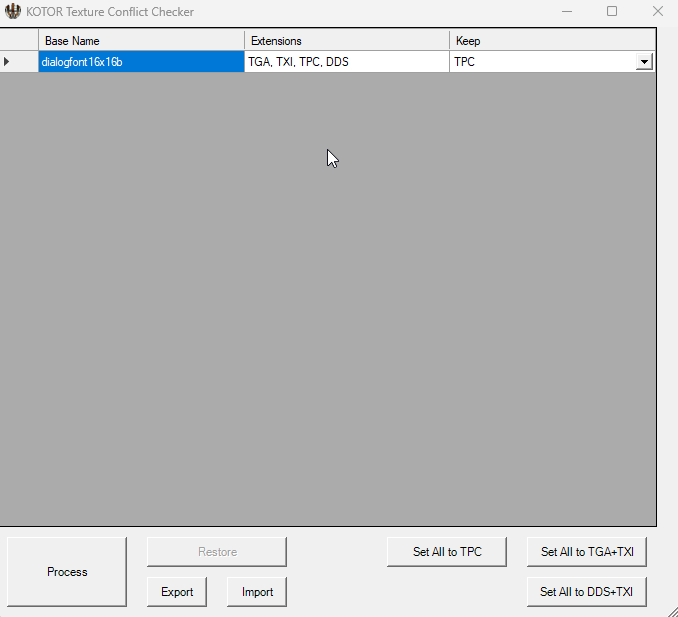 KOTOR Texture Conflict Checker
Base Name Extensions Keep
dialogfont16x16b TGA, TXI, TPC, DDS TPC
Process
Restore
Set All to TPC
Set All to TGA+TXI
Export
Import
Set All to DDS+TXI